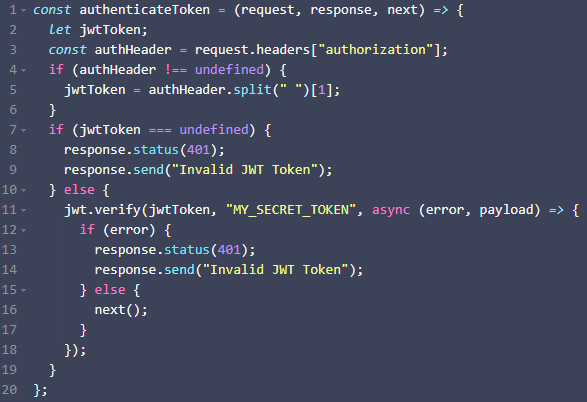 1 const authenticateToken = (request, response, next) => {
2   let jwtToken;
3   const authHeader = request.headers["authorization"];
4   if (authHeader !== undefined) {
5     jwtToken = authHeader.split(" ")[1];
6   }
7   if (jwtToken === undefined) {
8     response.status(401);
9     response.send("Invalid JWT Token");
10   } else {
11     jwt.verify(jwtToken, "MY_SECRET_TOKEN", async (error, payload) => {
12       if (error) {
13         response.status(401);
14         response.send("Invalid JWT Token");
15       } else {
16         next();
17       }
18     });
19   }
20 };